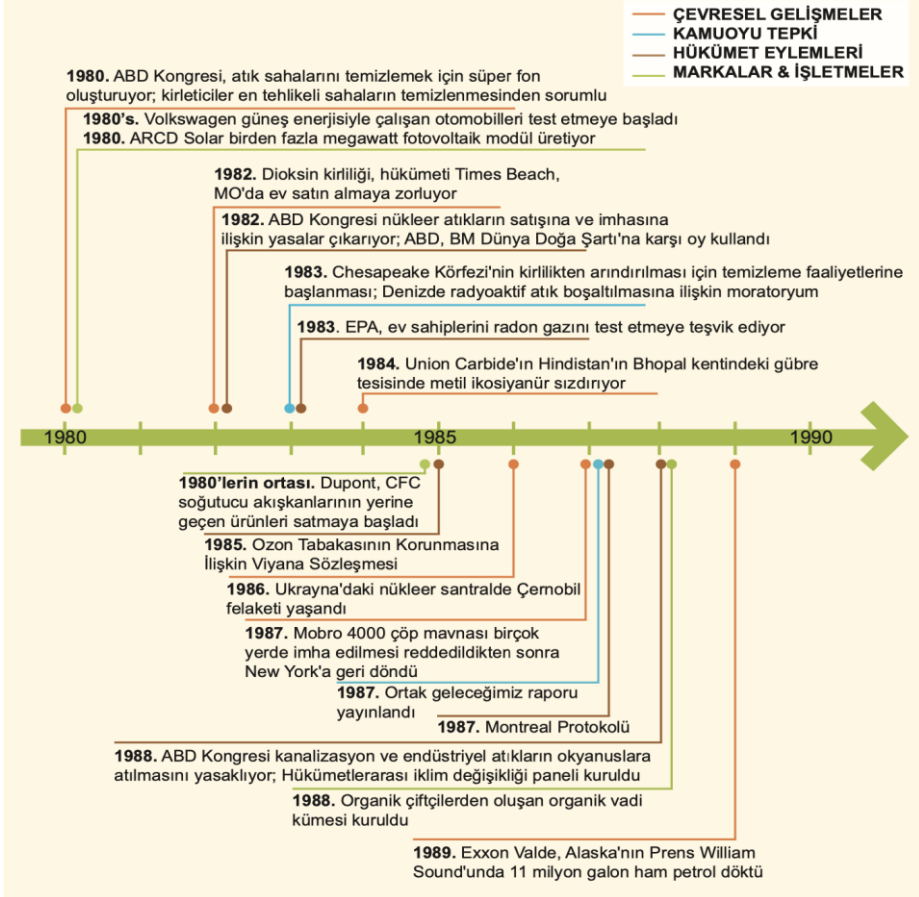 ÇEVRESEL GELİŞMELER
KAMUOYU TEPKİ
HÜKÜMET EYLEMLERİ
MARKALAR & İŞLETMELER
1980. ABD Kongresi, atık sahalarını temizlemek için süper fon
oluşturuyor; kirleticiler en tehlikeli sahaların temizlenmesinden sorumlu
1980's. Volkswagen güneş enerjisiyle çalışan otomobilleri test etmeye başladı
1980. ARCD Solar birden fazla megawatt fotovoltaik modül üretiyor
1982. Dioksin kirliliği, hükümeti Times Beach,
MO'da ev satın almaya zorluyor
1982. ABD Kongresi nükleer atıkların satışına ve imhasına
ilişkin yasalar çıkarıyor; ABD, BM Dünya Doğa Şartı'na karşı oy kullandı
1983. Chesapeake Körfezi'nin kirlilikten arındırılması için temizleme faaliyetlerine
başlanması; Denizde radyoaktif atık boşaltılmasına ilişkin moratoryum
1983. EPA, ev sahiplerini radon gazını test etmeye teşvik ediyor
1984. Union Carbide'ın Hindistan'ın Bhopal kentindeki gübre
tesisinde metil ikosiyanür sızdırıyor
1980
1985
1990
1980'lerin ortası. Dupont, CFC
soğutucu akışkanlarının yerine
geçen ürünleri satmaya başladı
1985. Ozon Tabakasının Korunmasına
İlişkin Viyana Sözleşmesi
1986. Ukrayna'daki nükleer santralde Çernobil
felaketi yaşandı
1987. Mobro 4000 çöp mavnası birçok
yerde imha edilmesi reddedildikten sonra
New York'a geri döndü
1987. Ortak geleceğimiz raporu
yayınlandı
1987. Montreal Protokolü
1988. ABD Kongresi kanalizasyon ve endüstriyel atıkların okyanuslara
atılmasını yasaklıyor; Hükümetlerarası iklim değişikliği paneli kuruldu
1988. Organik çiftçilerden oluşan organik vadi
kümesi kuruldu
1989. Exxon Valde, Alaska'nın Prens William
Sound'unda 11 milyon galon ham petrol döktü